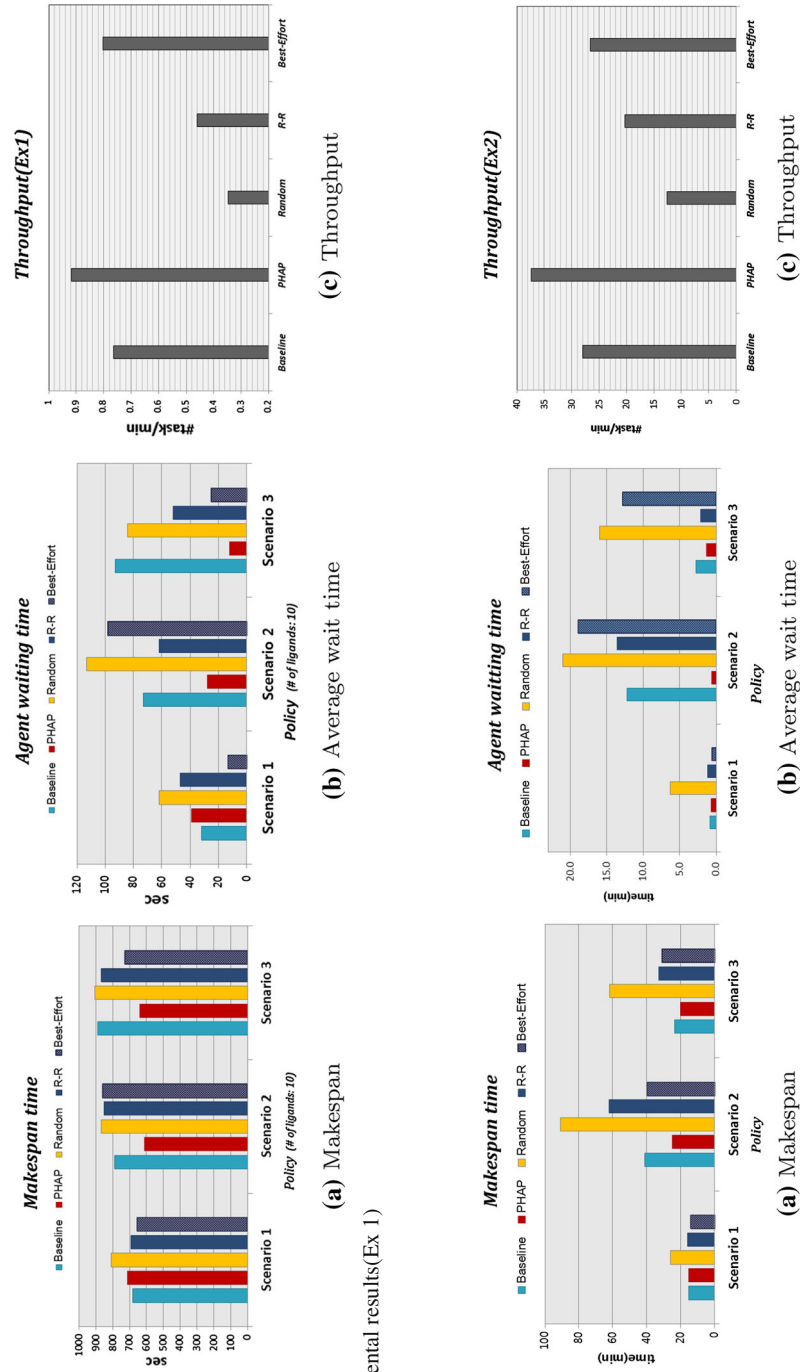 Makespan time
Baseline PHAP Random R-R Best-Effort
1000
900
800
700
600
500
400
300
200
100
0
sec
Scenario 1 Scenario 2 Scenario 3
Policy (# of ligands: 10)
(a) Makespan
Agent waiting time
Baseline PHAP Random R-R Best-Effort
120
100
80
60
40
20
0
sec
Scenario 1 Scenario 2 Scenario 3
Policy (# of ligands: 10)
(b) Average wait time
Throughput(Ex1)
1
0.9
0.8
0.7
0.6
0.5
0.4
0.3
0.2
#task/min
Baseline PHAP Random R-R Best-Effort
(c) Throughput
ental results(Ex 1)
Makespan time
Baseline PHAP Random R-R Best-Effort
100
80
60
40
20
0
time(min)
Scenario 1 Scenario 2 Scenario 3
Policy
(a) Makespan
Agent waitting time
Baseline PHAP Random R-R Best-Effort
20.0
15.0
10.0
5.0
0.0
time(min)
Scenario 1 Scenario 2 Scenario 3
Policy
(b) Average wait time
Throughput(Ex2)
40
35
30
25
20
15
10
5
0
#task/min
Baseline PHAP Random R-R Best-Effort
(c) Throughput